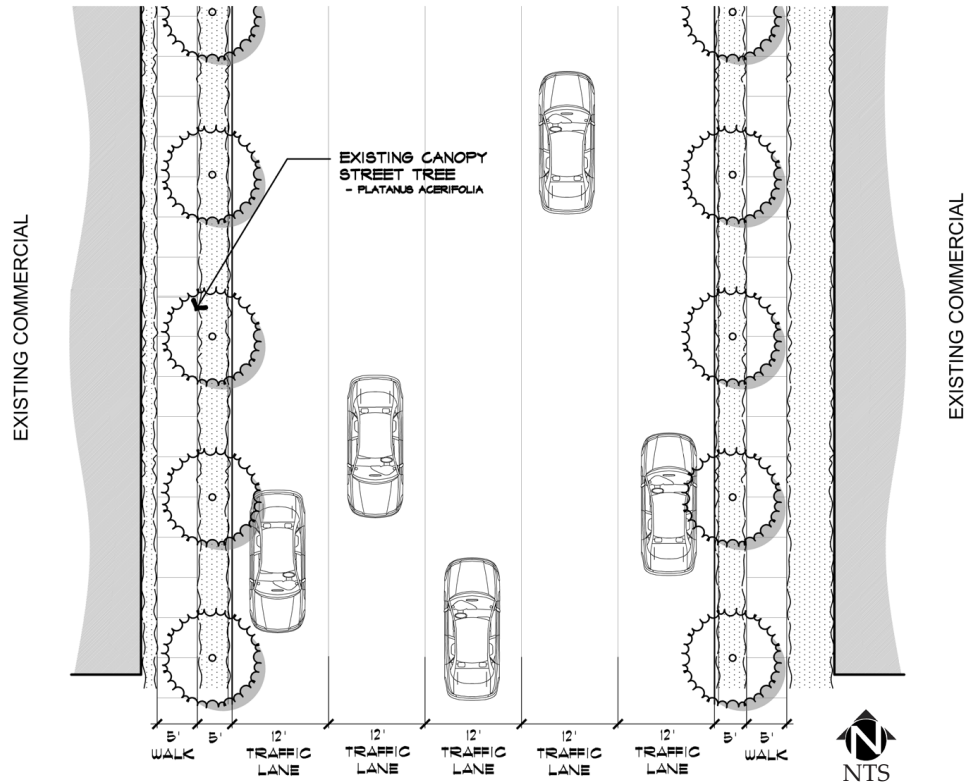 EXISTING COMMERCIAL
EXISTING CANOPY
STREET TREE
- PLATANUS ACERIFOLIA
EXISTING COMMERCIAL
5'
WALK
5'
12'
TRAFFIC
LANE
12'
TRAFFIC
LANE
12'
TRAFFIC
LANE
12'
TRAFFIC
LANE
12'
TRAFFIC
LANE
5'
5'
WALK
N
NTS